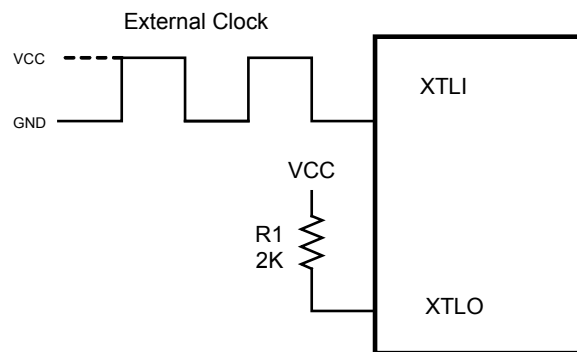 External Clock
VCC
GND
XTLI
VCC
R1
2K
XTLO